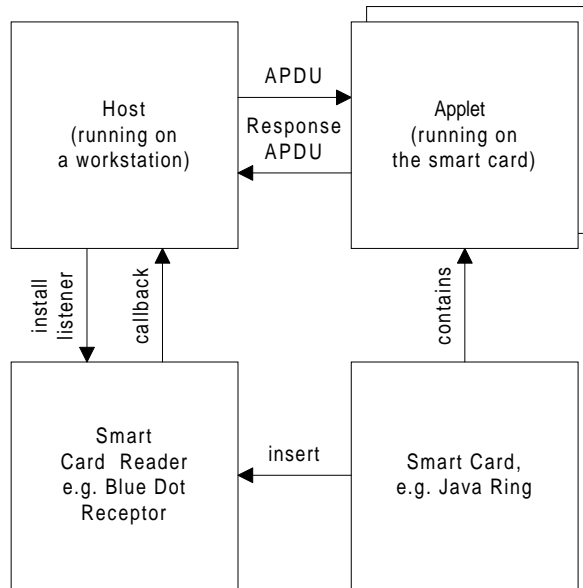 APDU
Host
(running on
a workstation)
Response
APDU
Applet
(running on
the smart card)
install
listener
callback
contains
Smart
Card Reader
e.g. Blue Dot
Receptor
insert
Smart Card,
e.g. Java Ring